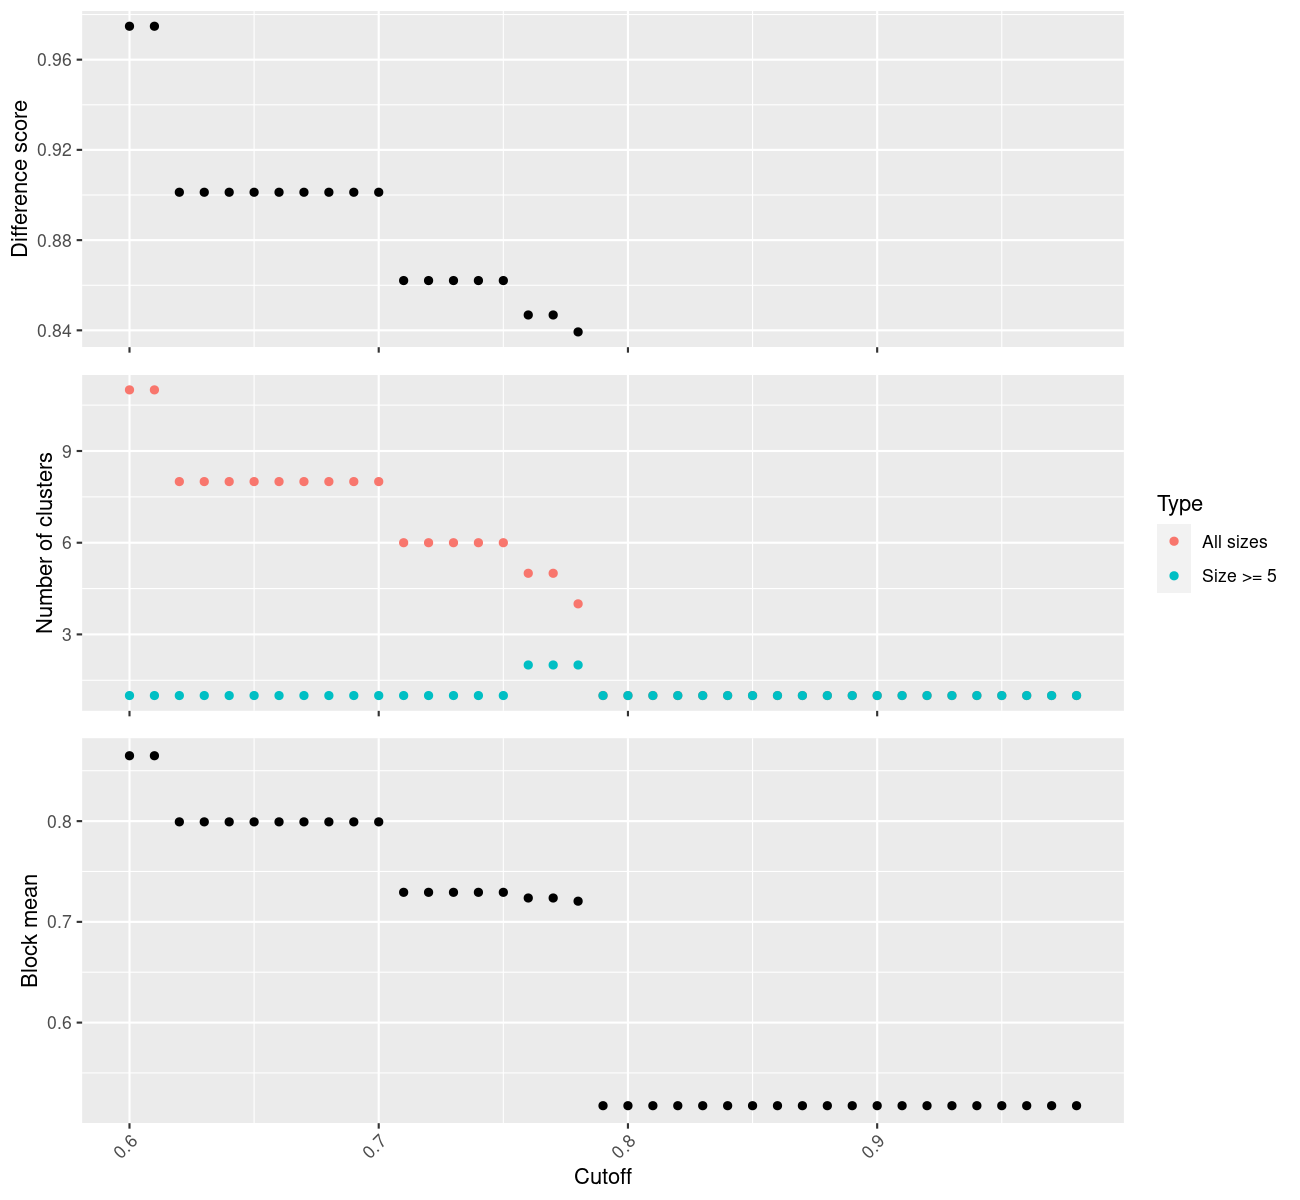 Difference score
0.96
0.92
0.88
0.84
Number of clusters
9
6
3
Type
All sizes
Size >= 5
Block mean
0.8
0.7
0.6
0.6
0.7
0.8
0.9
Cutoff